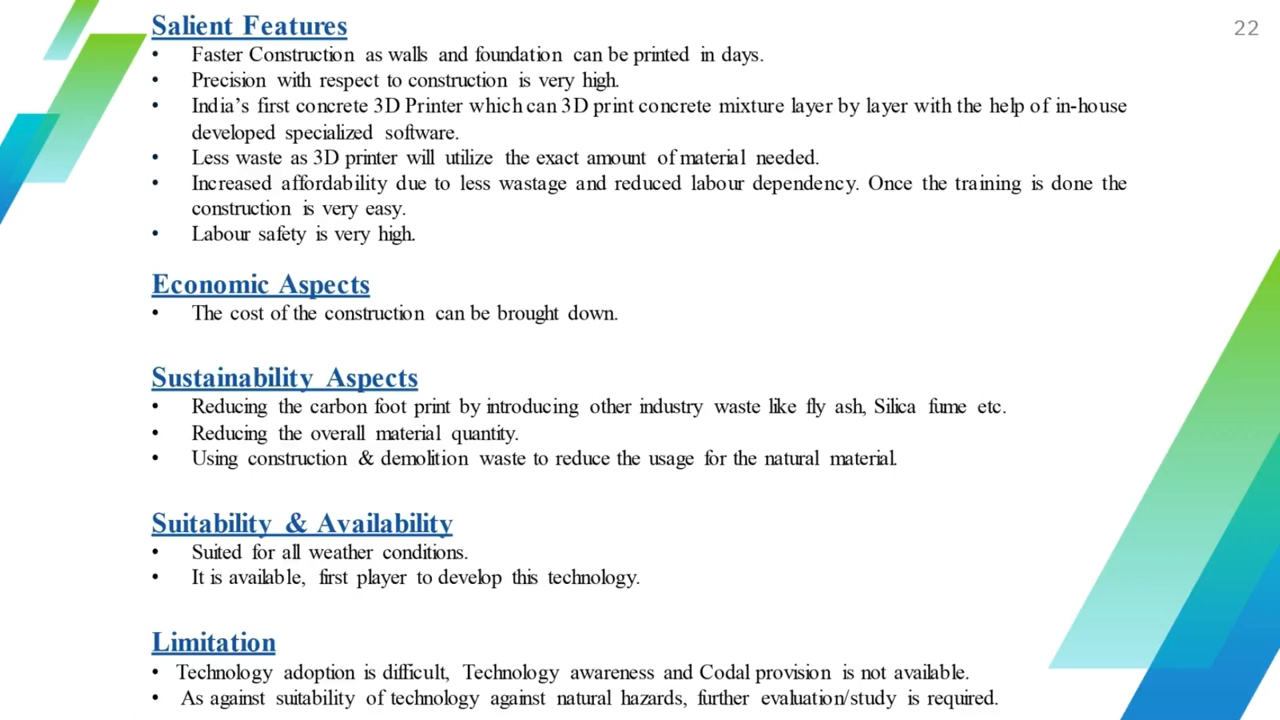 22
Salient Features
• Faster Construction as walls and foundation can be printed in days.
• Precision with respect to construction is very high.
• India's first concrete 3D Printer which can 3D print concrete mixture layer by layer with the help of in-house
developed specialized software.
• Less waste as 3D printer will utilize the exact amount of material needed.
• Increased affordability due to less wastage and reduced labour dependency. Once the training is done the
construction is very easy.
• Labour safety is very high.
Economic Aspects
• The cost of the construction can be brought down.
Sustainability Aspects
• Reducing the carbon foot print by introducing other industry waste like fly ash, Silica fume etc.
• Reducing the overall material quantity.
• Using construction & demolition waste to reduce the usage for the natural material.
Suitability & Availability
• Suited for all weather conditions.
• It is available, first player to develop this technology.
Limitation
• Technology adoption is difficult, Technology awareness and Codal provision is not available.
• As against suitability of technology against natural hazards, further evaluation/study is required.